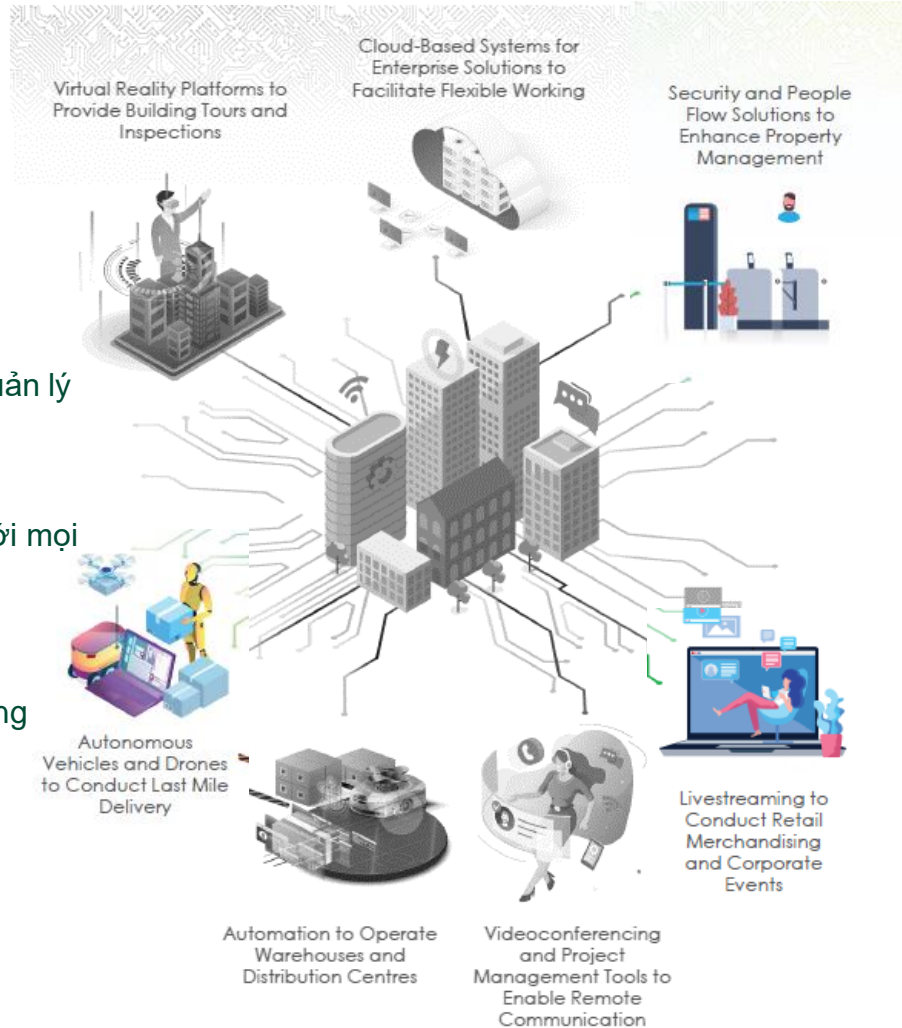 Cloud-Based Systems for
Enterprise Solutions to
Facilitate Flexible Working
Virtual Reality Platforms to
Provide Building Tours and
Inspections
Security and People
Flow Solutions to
Enhance Property
Management
lý
mọi
Autonomous
Vehicles and Drones
to Conduct Last Mile
Delivery
Livestreaming to
Conduct Retail
Merchandising
and Corporate
Events
Automation to Operate
Warehouses and
Distribution Centres
Videoconferencing
and Project
Management Tools to
Enable Remote
Communication